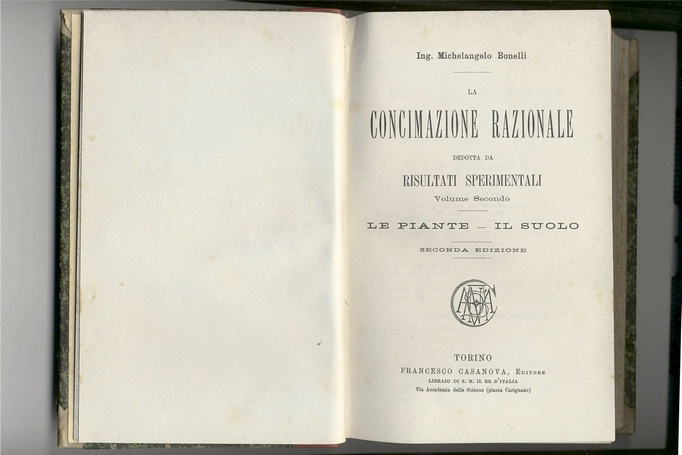 Ing. Michelangelo Bonelli
LA
CONCIMAZIONE RAZIONALE
DEDOTTA DA
RISULTATI SPERIMENTALI
Volume Secondo
LE PIANTE — IL SUOLO
SECONDA EDIZIONE
TORINO
FRANCESCO CASANOVA, EDITORE
LIBRAIO DI S. M. IL RE D'ITALIA
Via Accademia delle Scienze (piazza Carignano)